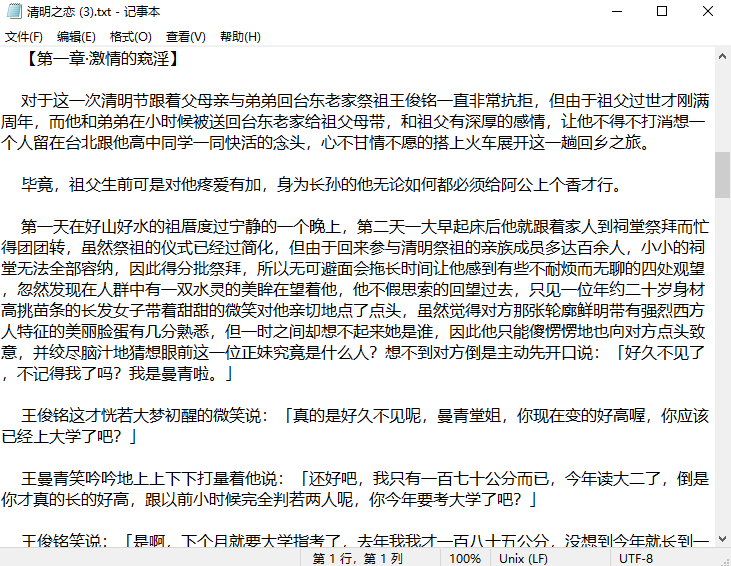 清明之恋 (3).txt - 记事本
文件(F) 编辑(E) 格式(O) 查看(V) 帮助(H)
【第一章·激情的窥淫】
对于这一次清明节跟着父母亲与弟弟回台东老家祭祖王俊铭一直非常抗拒，但由于祖父过世才刚满
周年，而他和弟弟在小时候被送回台东老家给祖父母带，和祖父有深厚的感情，让他不得不打消想一
个人留在台北跟他高中同学一同快活的念头，心不甘情不愿的搭上火车展开这一趟回乡之旅。
毕竟，祖父生前可是对他疼爱有加，身为长孙的他无论如何都必须给阿公上个香才行。
第一天在好山好水的祖厝度过宁静的一个晚上，第二天一大早起床后他就跟着家人到祠堂祭拜而忙
得团团转，虽然祭祖的仪式已经过简化，但由于回来参与清明祭祖的亲族成员多达百余人，小小的祠
堂无法全部容纳，因此得分批祭拜，所以无可避面会拖长时间让他感到有些不耐烦而无聊的四处观望
，忽然发现在人群中有一双水灵的美眸在望着他，他不假思索的回望过去，只见一位年约二十岁身材
高挑苗条的长发女子带着甜甜的微笑对他亲切地点了点头，虽然觉得对方那张轮廓鲜明带有强烈西方
人特征的美丽脸蛋有几分熟悉，但一时之间却想不起来她是谁，因此他只能傻愣愣地也向对方点头致
意，并绞尽脑汁地猜想眼前这一位正妹究竟是什么人？想不到对方倒是主动先开口说：「好久不见了
，不记得我了吗？我是曼青啦。」
王俊铭这才恍若大梦初醒的微笑说：「真的是好久不见呢，曼青堂姐，你现在变的好高喔，你应该
已经上大学了吧？」
王曼青笑吟吟地上上下下打量着他说：「还好吧，我只有一百七十公分而已，今年读大二了，倒是
你才真的长的好高，跟以前小时候完全判若两人呢，你今年要考大学了吧？」
王俊铭笑说：「是啊，下个月就要大学指考了，去年我我才一百八十五公分，没想到今年就长到一
第 1 行，第 1 列 100% Unix (LF) UTF-8